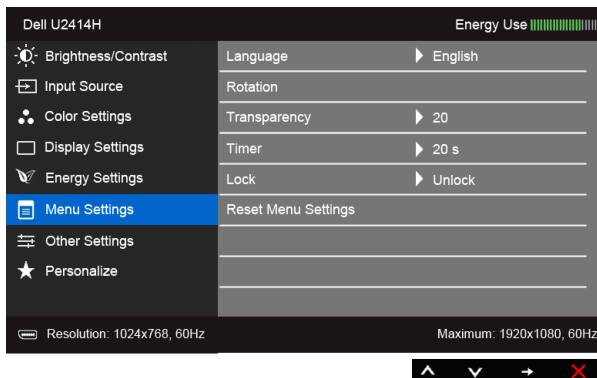 Dell U2414H Energy Use
Brightness/Contrast Language English
Input Source Rotation
Color Settings Transparency 20
Display Settings Timer 20 s
Energy Settings Lock Unlock
Menu Settings Reset Menu Settings
Other Settings
Personalize
Resolution: 1024x768, 60Hz Maximum: 1920x1080, 60Hz